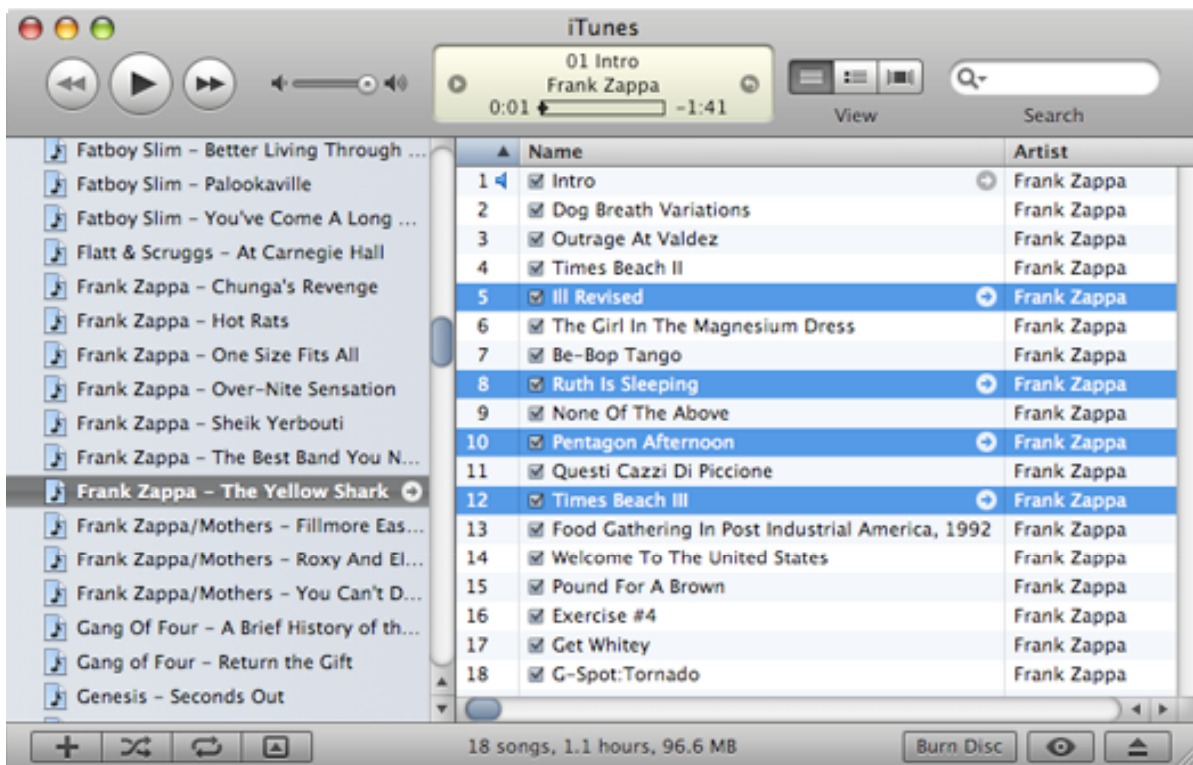 iTunes
01 Intro
Frank Zappa
0:01 -1:41
View
Search
Fatboy Slim – Better Living Through ...
Fatboy Slim – Palookaville
Fatboy Slim – You've Come A Long ...
Flatt & Scruggs – At Carnegie Hall
Frank Zappa – Chunga's Revenge
Frank Zappa – Hot Rats
Frank Zappa – One Size Fits All
Frank Zappa – Over-Nite Sensation
Frank Zappa – Sheik Yerbouti
Frank Zappa – The Best Band You N...
Frank Zappa – The Yellow Shark
Frank Zappa/Mothers – Fillmore Eas...
Frank Zappa/Mothers – Roxy And El...
Frank Zappa/Mothers – You Can't D...
Gang Of Four – A Brief History of th...
Gang of Four – Return the Gift
Genesis – Seconds Out
Name Artist
1 Intro Frank Zappa
2 Dog Breath Variations Frank Zappa
3 Outrage At Valdez Frank Zappa
4 Times Beach II Frank Zappa
5 Ill Revised Frank Zappa
6 The Girl In The Magnesium Dress Frank Zappa
7 Be-Bop Tango Frank Zappa
8 Ruth Is Sleeping Frank Zappa
9 None Of The Above Frank Zappa
10 Pentagon Afternoon Frank Zappa
11 Questi Cazzi Di Piccione Frank Zappa
12 Times Beach III Frank Zappa
13 Food Gathering In Post Industrial America, 1992 Frank Zappa
14 Welcome To The United States Frank Zappa
15 Pound For A Brown Frank Zappa
16 Exercise #4 Frank Zappa
17 Get Whitey Frank Zappa
18 G-Spot:Tornado Frank Zappa
18 songs, 1.1 hours, 96.6 MB
Burn Disc